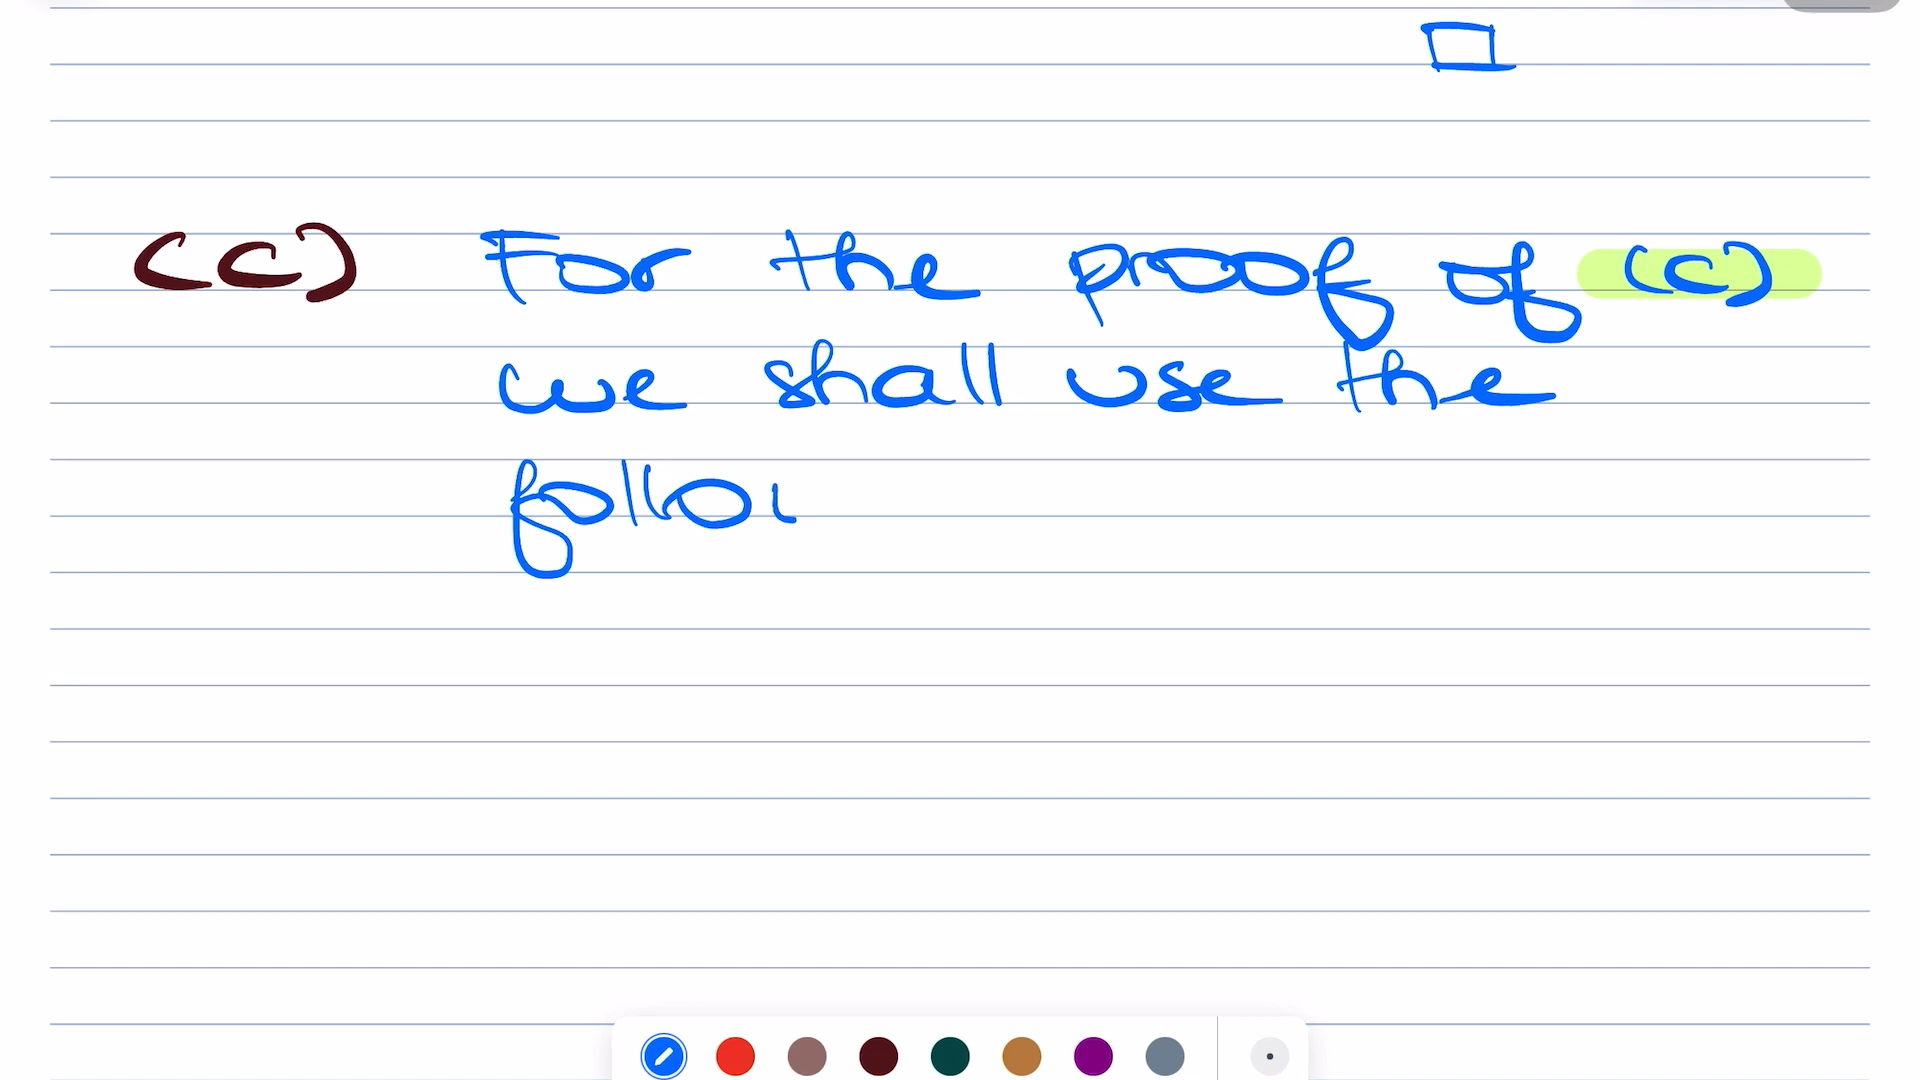 (c) For the proof of (c)
we shall use the
follo